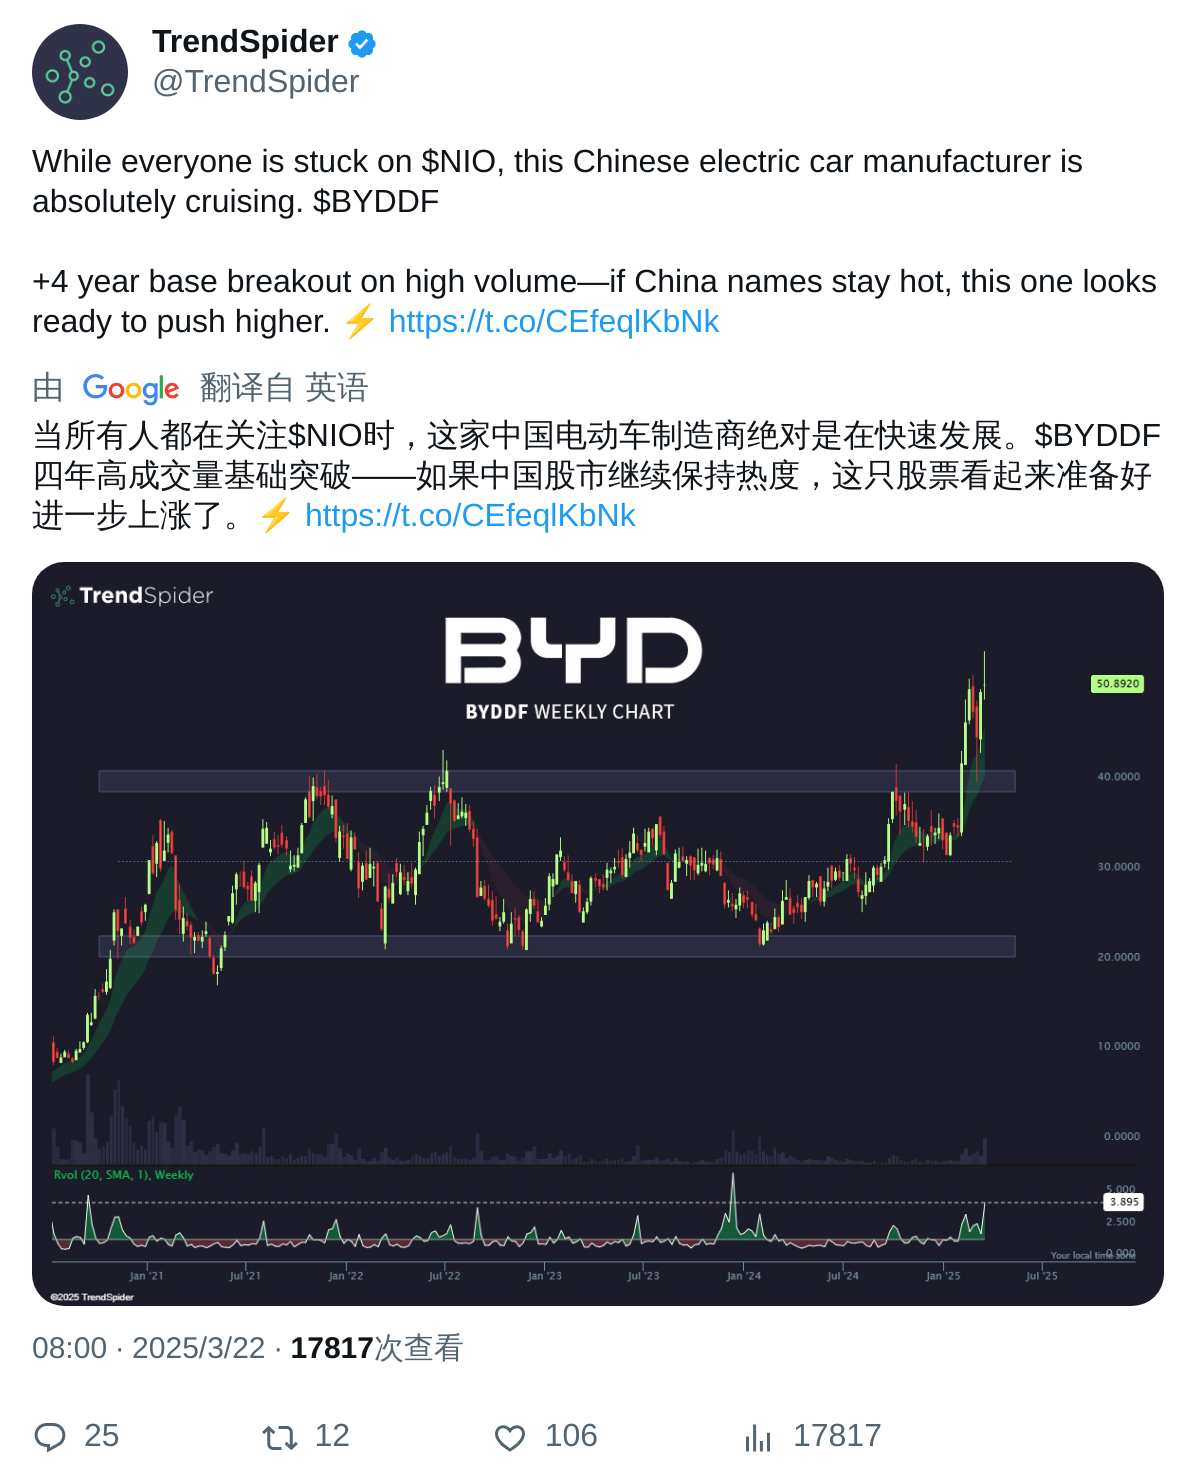 TrendSpider
@TrendSpider
While everyone is stuck on $NIO, this Chinese electric car manufacturer is
absolutely cruising. $BYDDF
+4 year base breakout on high volume—if China names stay hot, this one looks
ready to push higher. ⚡ https://t.co/CEfeqlKbNk
由 Google 翻译自 英语
当所有人都在关注$NIO时，这家中国电动车制造商绝对是在快速发展。$BYDDF
四年高成交量基础突破——如果中国股市继续保持热度，这只股票看起来准备好
进一步上涨了。⚡ https://t.co/CEfeqlKbNk
TrendSpider
BYD
BYDDF WEEKLY CHART
50.8920
40.0000
30.0000
20.0000
10.0000
0.0000
Rvol (20, SMA, 1), Weekly
5.000
3.895
2.500
0.000
Your local time zone
Jan '21 Jul '21 Jan '22 Jul '22 Jan '23 Jul '23 Jan '24 Jul '24 Jan '25 Jul '25
©2025 TrendSpider
08:00 · 2025/3/22 · 17817次查看
25 12 106 17817